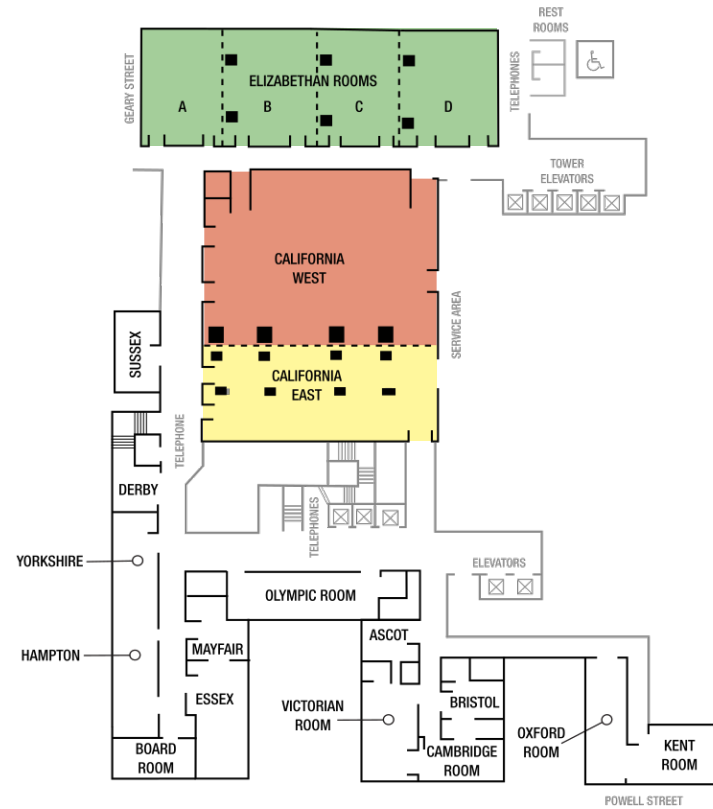 REST
ROOMS
GEARY STREET
TELEPHONES
ELIZABETHAN ROOMS
A
B
C
D
TOWER
ELEVATORS
CALIFORNIA
WEST
SERVICE AREA
SUSSEX
CALIFORNIA
EAST
TELEPHONE
DERBY
TELEPHONES
YORKSHIRE
ELEVATORS
OLYMPIC ROOM
HAMPTON
MAYFAIR
ASCOT
ESSEX
VICTORIAN
ROOM
BRISTOL
OXFORD
ROOM
BOARD
ROOM
CAMBRIDGE
ROOM
KENT
ROOM
POWELL STREET